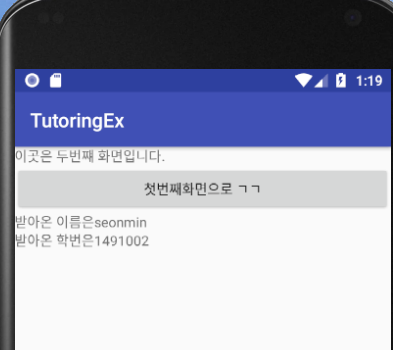 1:19
TutoringEx
이곳은 두번째 화면입니다.
첫번째화면으로 ㄱㄱ
받아온 이름은seonmin
받아온 학번은1491002